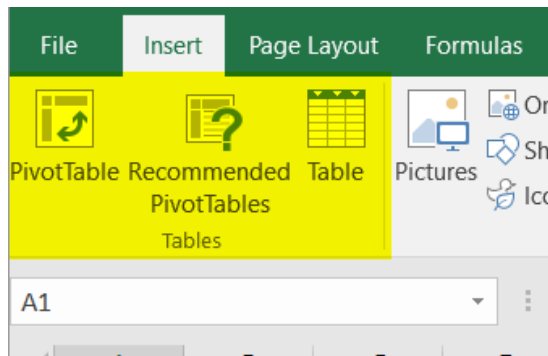 File Insert Page Layout Formulas
PivotTable Recommended PivotTables Table Pictures
Tables
A1